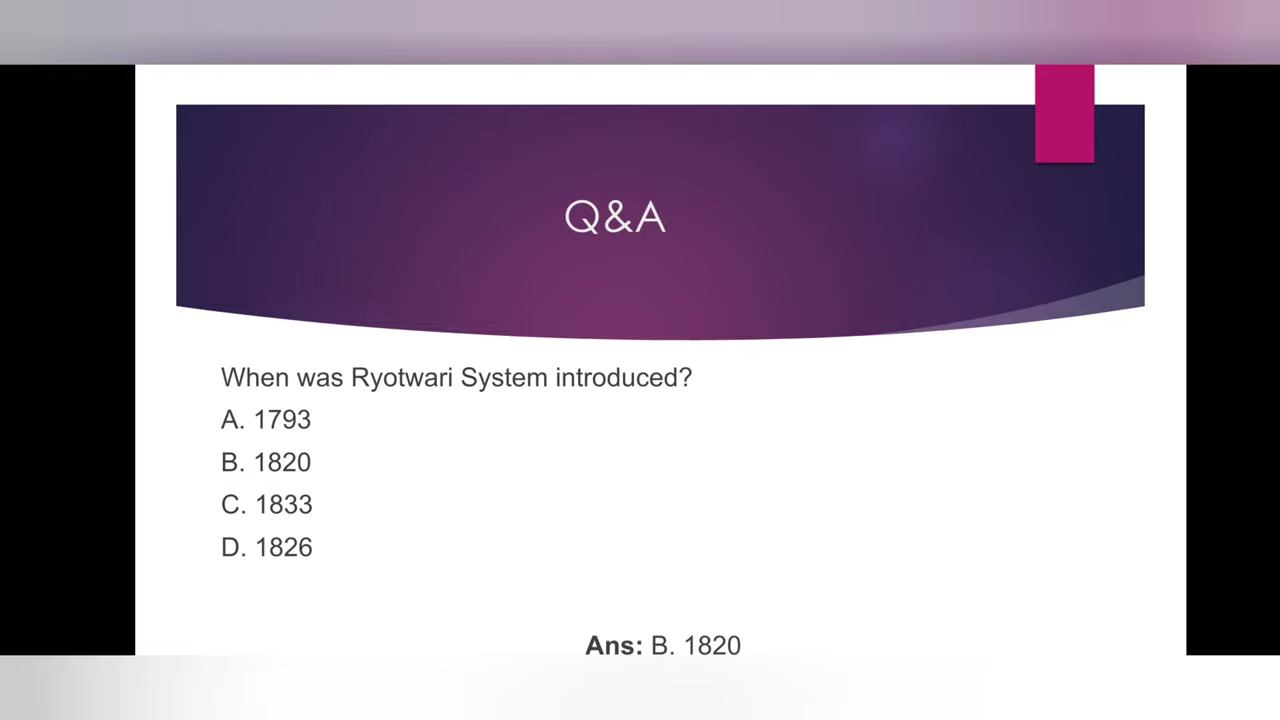 Q&A
When was Ryotwari System introduced?
A. 1793
B. 1820
C. 1833
D. 1826
Ans: B. 1820